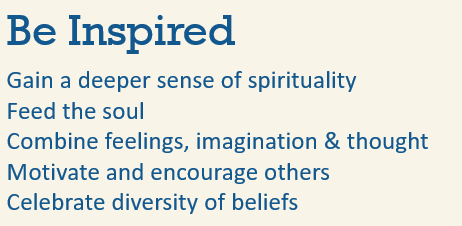 Be Inspired
Gain a deeper sense of spirituality
Feed the soul
Combine feelings, imagination & thought
Motivate and encourage others
Celebrate diversity of beliefs